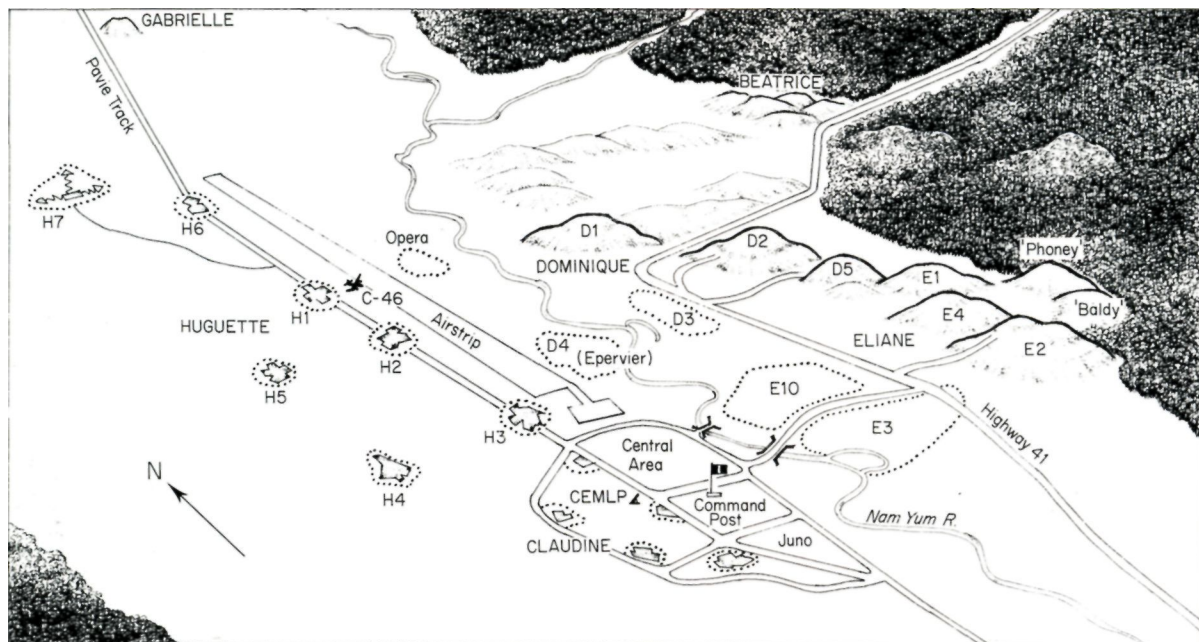 GABRIELLE
Pavie Track
BEATRICE
H7
H6
Opera
D1
D2
DOMINIQUE
D5
E1
'Phoney'
C-46
H1
HUGUETTE
Airstrip
D3
E4
'Baldy'
ELIANE
E2
H2
D4
(Epervier)
H5
E10
H3
E3
Highway 41
Central
Area
N
H4
CEMLP
Command
Post
Nam Yum R.
CLAUDINE
Juno